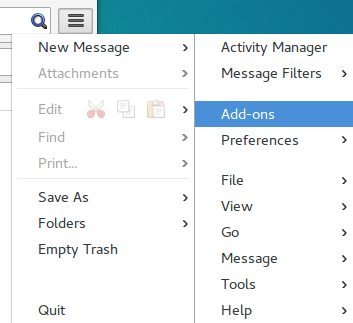 New Message
Attachments
Edit
Find
Print...
Save As
Folders
Empty Trash
Quit
Activity Manager
Message Filters
Add-ons
Preferences
File
View
Go
Message
Tools
Help